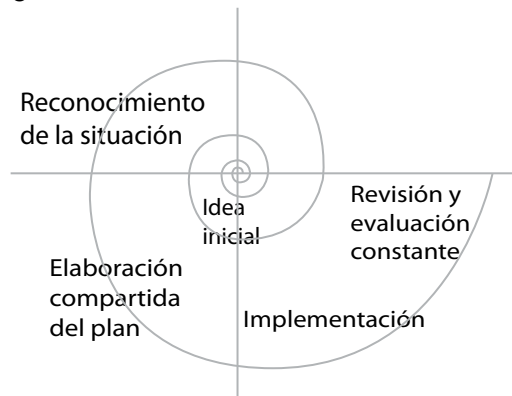 Reconocimiento
de la situación
Idea
inicial
Revisión y
evaluación
constante
Elaboración
compartida
del plan
Implementación